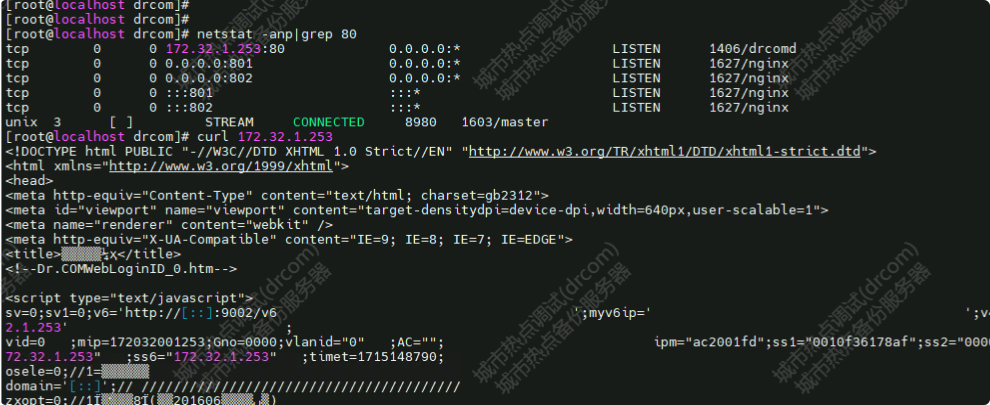 [root@localhost drcom]#
[root@localhost drcom]#
[root@localhost drcom]# netstat -anp|grep 80
tcp 0 0 172.32.1.253:80 0.0.0.0:* LISTEN 1406/drcomd
tcp 0 0 0.0.0.0:801 0.0.0.0:* LISTEN 1627/nginx
tcp 0 0 0.0.0.0:802 0.0.0.0:* LISTEN 1627/nginx
tcp 0 0 :::801 :::* LISTEN 1627/nginx
tcp 0 0 :::802 :::* LISTEN 1627/nginx
unix 3 [ ] STREAM CONNECTED 8980 1603/master
[root@localhost drcom]# curl 172.32.1.253
<!DOCTYPE html PUBLIC "-//W3C//DTD XHTML 1.0 Strict//EN" "http://www.w3.org/TR/xhtml1/DTD/xhtml1-strict.dtd">
<html xmlns="http://www.w3.org/1999/xhtml">
<head>
<meta http-equiv="Content-Type" content="text/html; charset=gb2312">
<meta id="viewport" name="viewport" content="target-densitydpi=device-dpi,width=640px,user-scalable=1">
<meta name="renderer" content="webkit" />
<meta http-equiv="X-UA-Compatible" content="IE=9; IE=8; IE=7; IE=EDGE">
<title>▒▒▒▒▒x</title>
<!--Dr.COMWebLoginID_0.htm-->
<script type="text/javascript">
sv=0;sv1=0;v6='http://[::]:9002/v6 ';myv6ip=' ';v4
2.1.253' ;
vid=0 ;mip=172032001253;Gno=0000;vlanid="0" ;AC=""; ipm="ac2001fd";ss1="0010f36178af";ss2="0000
72.32.1.253" ;ss6="172.32.1.253" ;timet=1715148790;
osele=0;//1=▒▒▒▒▒▒
domain='[::]';// ////////////////////////////////////////
zxopt=0;//1
201606
城市热点调试(drcom)
城市热点备份服务器